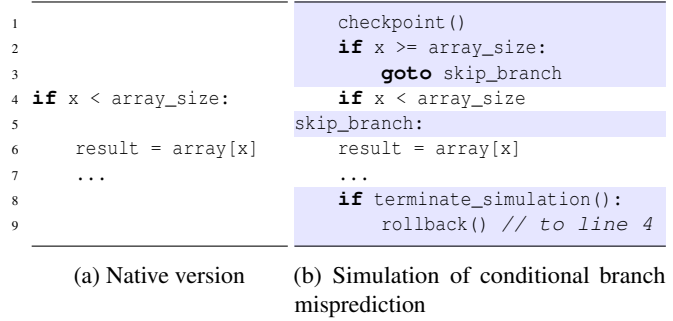 1 checkpoint()
2 if x >= array_size:
3 goto skip_branch
4 if x < array_size: if x < array_size
5 skip_branch:
6 result = array[x] result = array[x]
7 ... ...
8 if terminate_simulation():
9 rollback() // to line 4
(a) Native version (b) Simulation of conditional branch
misprediction